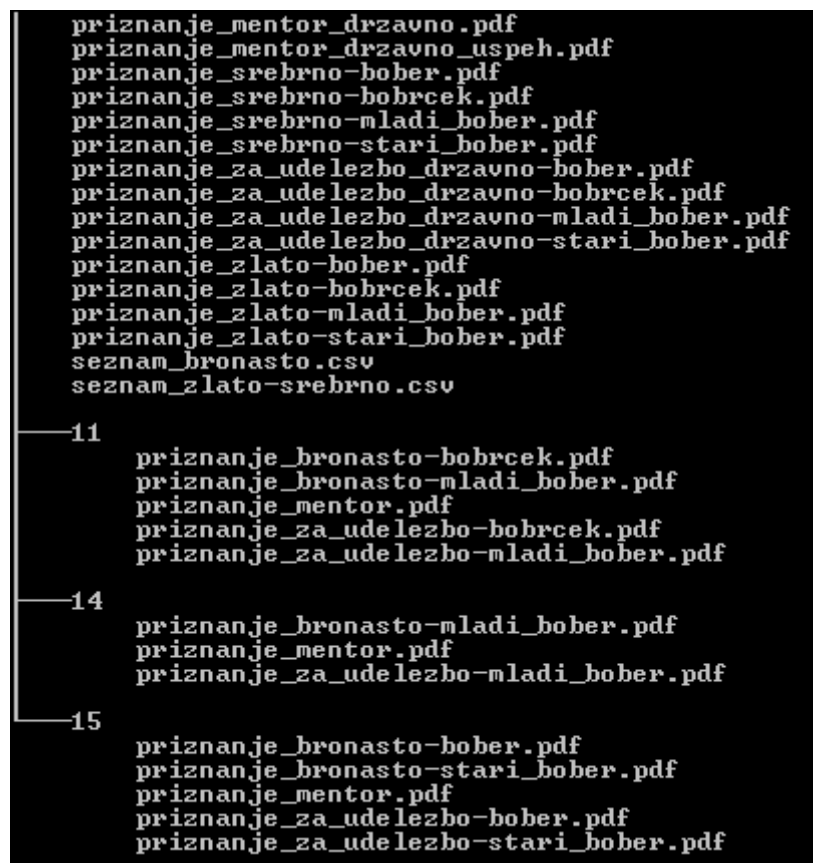 priznanje_mentor_drzavno.pdf
priznanje_mentor_drzavno_uspeh.pdf
priznanje_srebrno-bober.pdf
priznanje_srebrno-bobrcek.pdf
priznanje_srebrno-mladi_bober.pdf
priznanje_srebrno-stari_bober.pdf
priznanje_za_udelezbo_drzavno-bober.pdf
priznanje_za_udelezbo_drzavno-bobrcek.pdf
priznanje_za_udelezbo_drzavno-mladi_bober.pdf
priznanje_za_udelezbo_drzavno-stari_bober.pdf
priznanje_zlato-bober.pdf
priznanje_zlato-bobrcek.pdf
priznanje_zlato-mladi_bober.pdf
priznanje_zlato-stari_bober.pdf
seznam_bronasto.csv
seznam_zlato-srebrno.csv
11
priznanje_bronasto-bobrcek.pdf
priznanje_bronasto-mladi_bober.pdf
priznanje_mentor.pdf
priznanje_za_udelezbo-bobrcek.pdf
priznanje_za_udelezbo-mladi_bober.pdf
14
priznanje_bronasto-mladi_bober.pdf
priznanje_mentor.pdf
priznanje_za_udelezbo-mladi_bober.pdf
15
priznanje_bronasto-bober.pdf
priznanje_bronasto-stari_bober.pdf
priznanje_mentor.pdf
priznanje_za_udelezbo-bober.pdf
priznanje_za_udelezbo-stari_bober.pdf